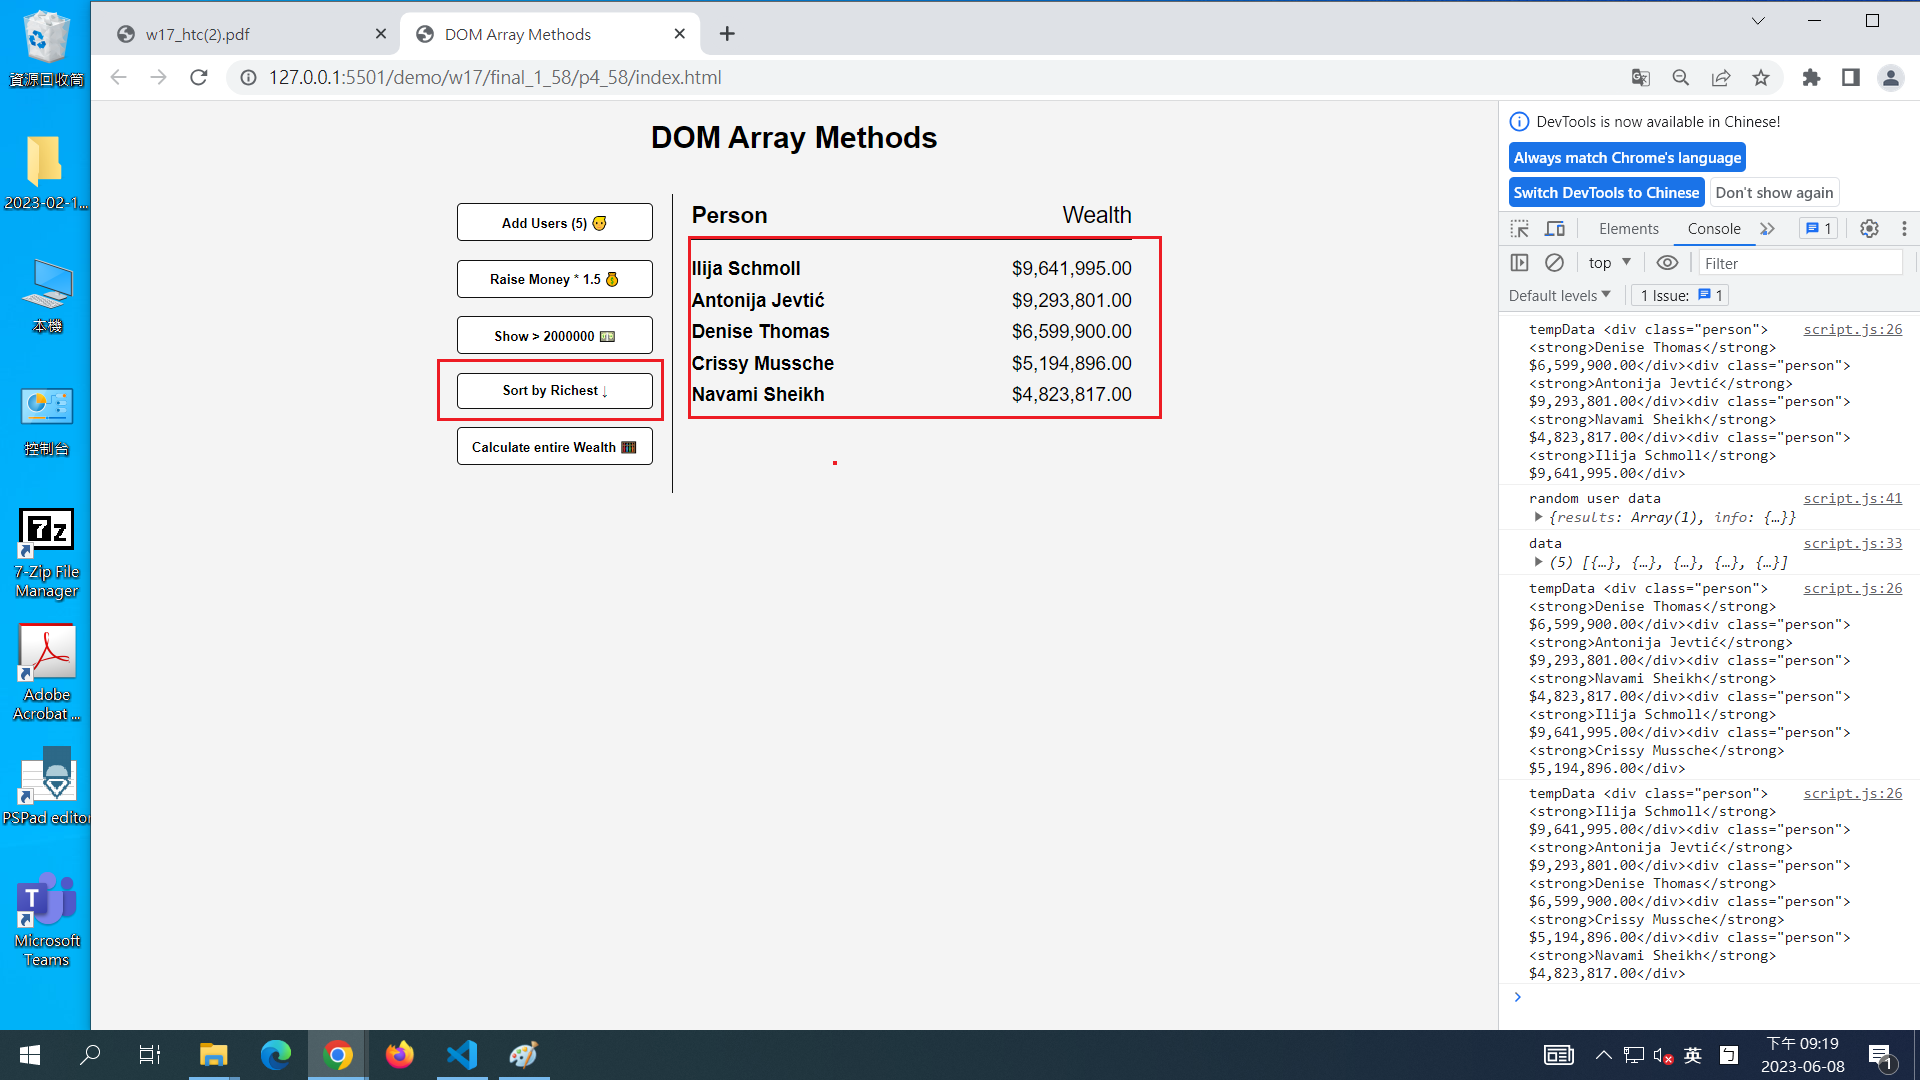 資源回收筒
2023-02-1...
本機
控制台
7-Zip File
Manager
Adobe
Acrobat ...
PSPad editor
Microsoft
Teams
w17_htc(2).pdf
DOM Array Methods
127.0.0.1:5501/demo/w17/final_1_58/p4_58/index.html
DOM Array Methods
Add Users (5)
Raise Money * 1.5
Show > 2000000
Sort by Richest ↓
Calculate entire Wealth
Person Wealth
Ilija Schmoll $9,641,995.00
Antonija Jevtić $9,293,801.00
Denise Thomas $6,599,900.00
Crissy Mussche $5,194,896.00
Navami Sheikh $4,823,817.00
DevTools is now available in Chinese!
Always match Chrome's language
Switch DevTools to Chinese Don't show again
Elements Console 1
top Filter
Default levels 1 Issue: 1
tempData <div class="person"> script.js:26
<strong>Denise Thomas</strong>
$6,599,900.00</div><div class="person">
<strong>Antonija Jevtić</strong>
$9,293,801.00</div><div class="person">
<strong>Navami Sheikh</strong>
$4,823,817.00</div><div class="person">
<strong>Ilija Schmoll</strong>
$9,641,995.00</div>
random user data script.js:41
{results: Array(1), info: {…}}
data script.js:33
(5) [{…}, {…}, {…}, {…}, {…}]
tempData <div class="person"> script.js:26
<strong>Denise Thomas</strong>
$6,599,900.00</div><div class="person">
<strong>Antonija Jevtić</strong>
$9,293,801.00</div><div class="person">
<strong>Navami Sheikh</strong>
$4,823,817.00</div><div class="person">
<strong>Ilija Schmoll</strong>
$9,641,995.00</div><div class="person">
<strong>Crissy Mussche</strong>
$5,194,896.00</div>
tempData <div class="person"> script.js:26
<strong>Ilija Schmoll</strong>
$9,641,995.00</div><div class="person">
<strong>Antonija Jevtić</strong>
$9,293,801.00</div><div class="person">
<strong>Denise Thomas</strong>
$6,599,900.00</div><div class="person">
<strong>Crissy Mussche</strong>
$5,194,896.00</div><div class="person">
<strong>Navami Sheikh</strong>
$4,823,817.00</div>
英
ㄅ
下午 09:19
2023-06-08
1